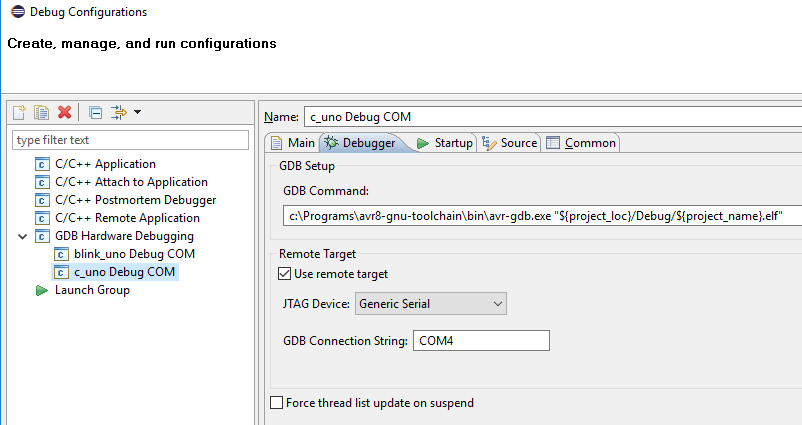 Debug Configurations
Create, manage, and run configurations
type filter text
C/C++ Application
C/C++ Attach to Application
C/C++ Postmortem Debugger
C/C++ Remote Application
GDB Hardware Debugging
blink_uno Debug COM
c_uno Debug COM
Launch Group
Name: c_uno Debug COM
Main Debugger Startup Source Common
GDB Setup
GDB Command:
c:\Programs\avr8-gnu-toolchain\bin\avr-gdb.exe "${project_loc}/Debug/${project_name}.elf"
Remote Target
Use remote target
JTAG Device: Generic Serial
GDB Connection String: COM4
Force thread list update on suspend